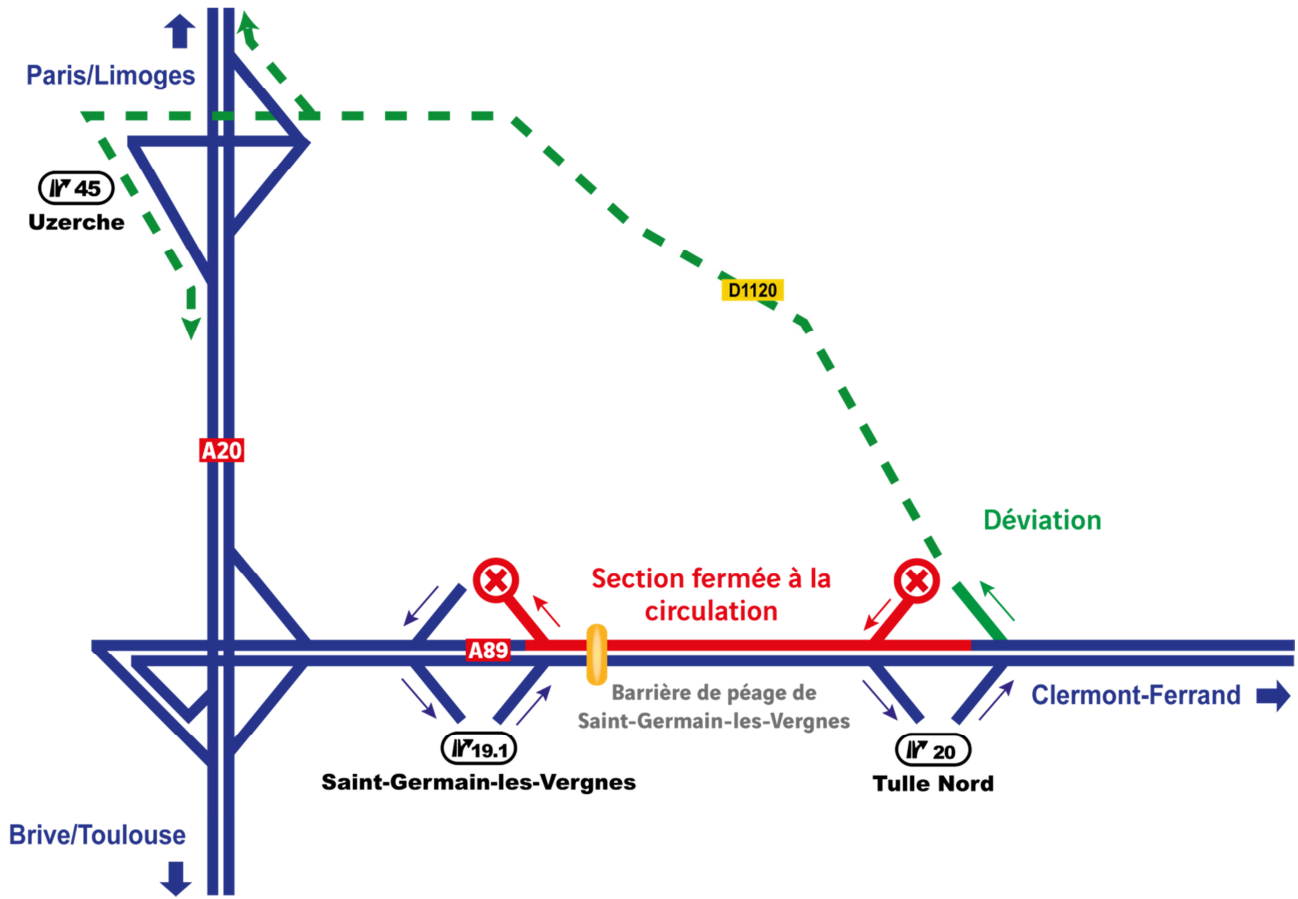 Paris/Limoges
45
Uzerche
D1120
A20
Déviation
Section fermée à la
circulation
A89
Barrière de péage de
Saint-Germain-les-Vergnes
Clermont-Ferrand
19.1
Saint-Germain-les-Vergnes
20
Tulle Nord
Brive/Toulouse